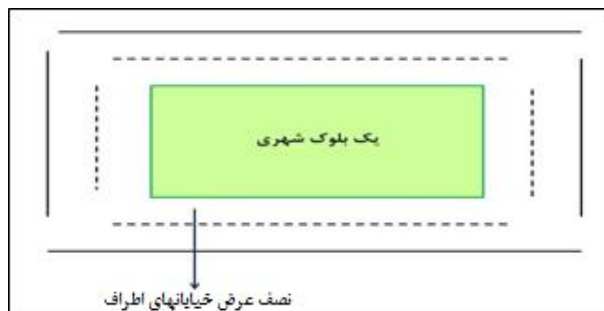 یک بلوک شهری
نصف عرض خیابانهای اطراف